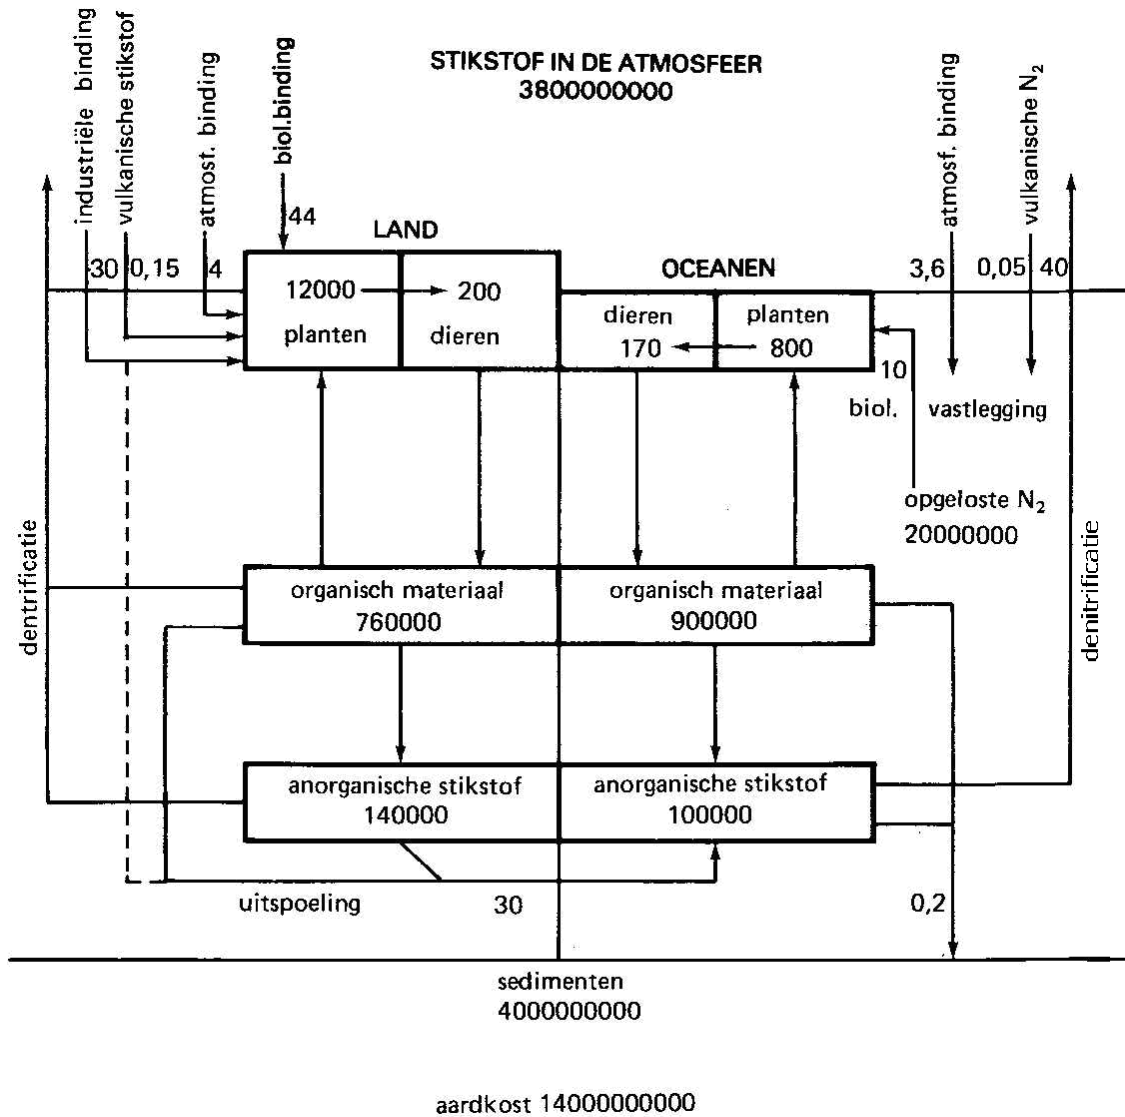 STIKSTOF IN DE ATMOSFEER
3800000000
industriële binding
vulkanische stikstof
atmost. binding
biol.binding
atmosf. binding
vulkanische N₂
44
LAND
30
0,15
4
OCEANEN
3,6
0,05
40
12000
200
planten
dieren
dieren
planten
170
800
10
biol.
vastlegging
opgeloste N₂
20000000
dentrificatie
denitrificatie
organisch materiaal
760000
organisch materiaal
900000
anorganische stikstof
140000
anorganische stikstof
100000
uitspoeling
30
0,2
sedimenten
4000000000
aardkost 14000000000